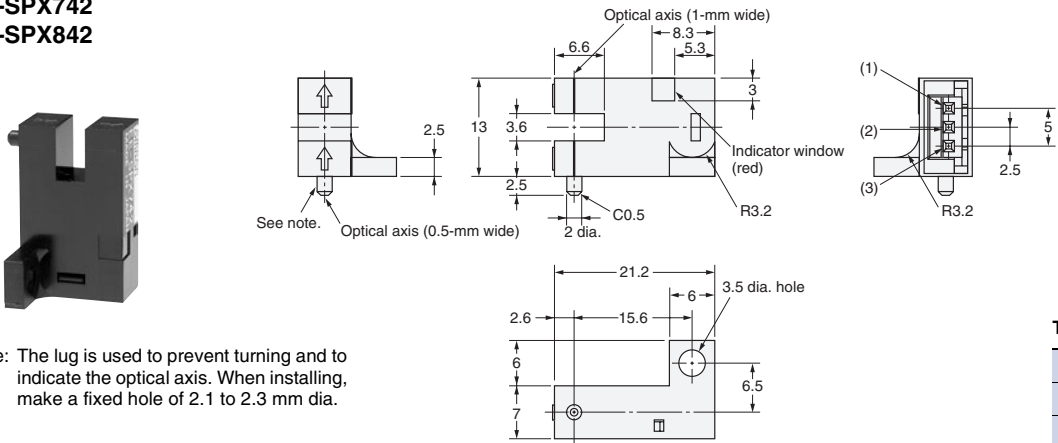 -SPX742
-SPX842
Optical axis (1-mm wide)
8.3
6.6
5.3
(1)
3
2.5
13
3.6
(2)
5
Indicator window
(red)
2.5
2.5
(3)
C0.5
R3.2
R3.2
See note.
Optical axis (0.5-mm wide)
2 dia.
21.2
3.5 dia. hole
6
2.6
15.6
6
6.5
7
e: The lug is used to prevent turning and to
indicate the optical axis. When installing,
make a fixed hole of 2.1 to 2.3 mm dia.
T